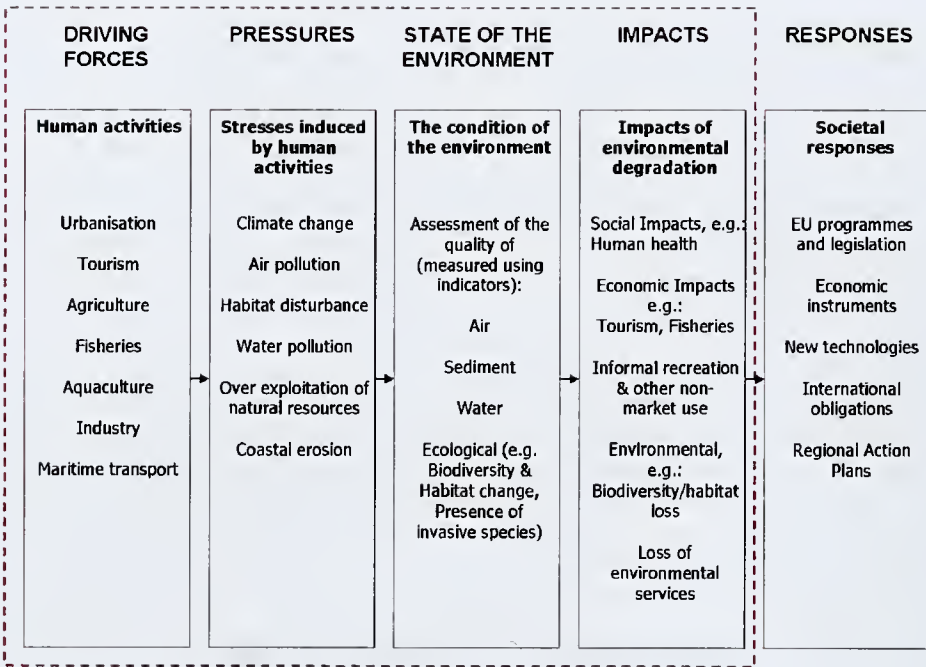 DRIVING
FORCES
PRESSURES
STATE OF THE
ENVIRONMENT
IMPACTS
RESPONSES
Human activities
Urbanisation
Tourism
Agriculture
Fisheries
Aquaculture
Industry
Maritime transport
Stresses induced
by human
activities
Climate change
Air pollution
Habitat disturbance
Water pollution
Over exploitation of
natural resources
Coastal erosion
The condition of
the environment
Assessment of the
quality of
(measured using
indicators):
Air
Sediment
Water
Ecological (e.g.
Biodiversity &
Habitat change,
Presence of
invasive species)
Impacts of
environmental
degradation
Social Impacts, e.g.:
Human health
Economic Impacts
e.g.:
Tourism, Fisheries
Informal recreation
& other non-
market use
Environmental,
e.g.:
Biodiversity/habitat
loss
Loss of
environmental
services
Societal
responses
EU programmes
and legislation
Economic
instruments
New technologies
International
obligations
Regional Action
Plans